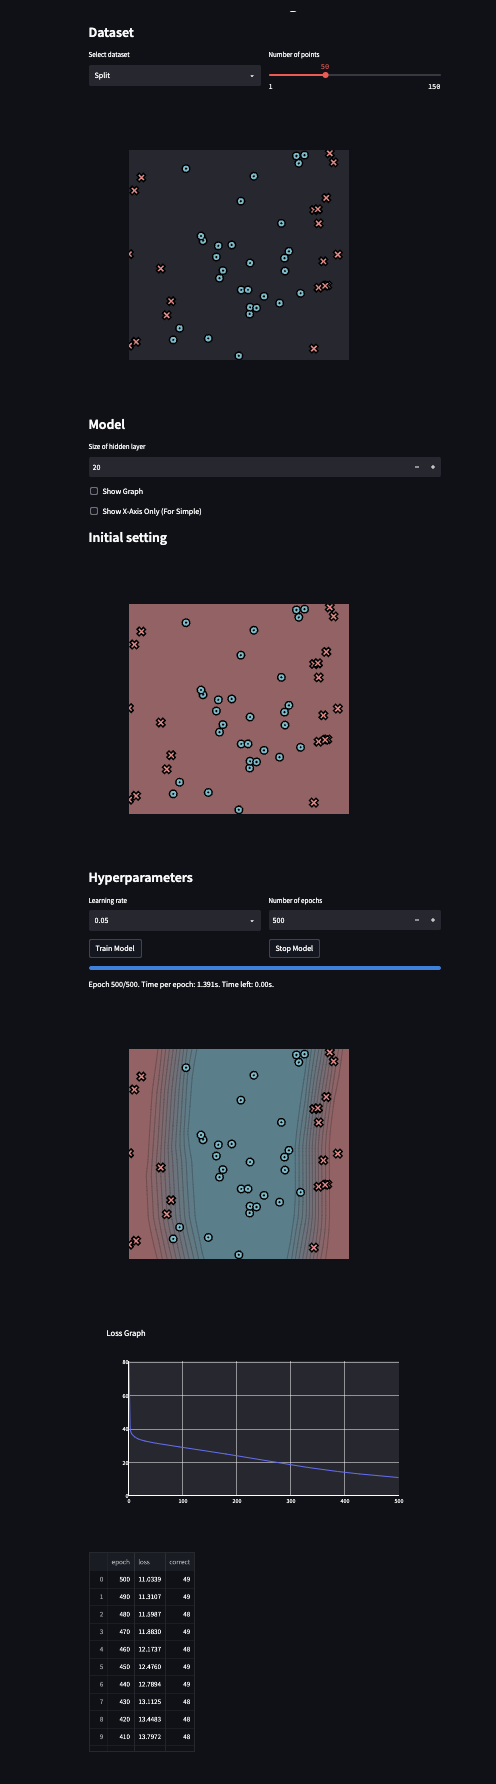 Dataset
Select dataset
Number of points
Split
50
1
150
Model
Size of hidden layer
20
Show Graph
Show X-Axis Only (For Simple)
Initial setting
Hyperparameters
Learning rate
Number of epochs
0.05
500
Train Model
Stop Model
Epoch 500/500. Time per epoch: 1.391s. Time left: 0.00s.
Loss Graph
80
60
40
20
0
0 100 200 300 400 500
epoch loss correct
0 500 11.0339 49
1 490 11.3107 49
2 480 11.5987 48
3 470 11.8830 49
4 460 12.1737 48
5 450 12.4760 49
6 440 12.7894 49
7 430 13.1125 48
8 420 13.4483 48
9 410 13.7972 48